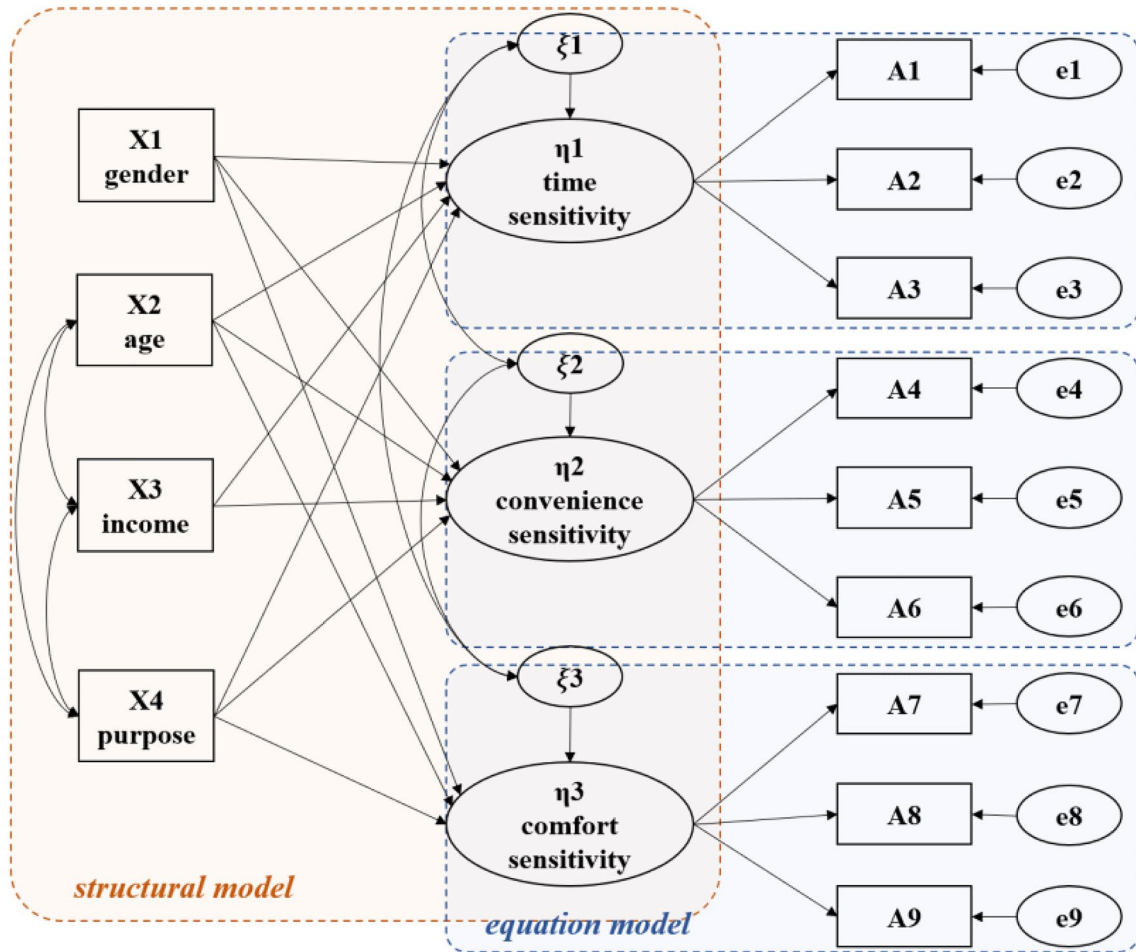 ξ1
X1
gender
η1
time
sensitivity
A1
e1
A2
e2
A3
e3
X2
age
ξ2
X3
income
η2
convenience
sensitivity
A4
e4
A5
e5
A6
e6
X4
purpose
ξ3
η3
comfort
sensitivity
A7
e7
A8
e8
A9
e9
structural model
equation model